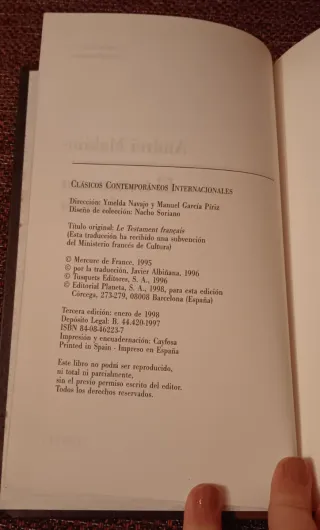 CLÁSICOS CONTEMPORÁNEOS INTERNACIONALES
Dirección: Ymelda Navajo y Manuel García Píriz
Diseño de colección: Nacho Soriano
Título original: Le Testament français
(Esta traducción ha recibido una subvención
del Ministerio francés de Cultura)
© Mercure de France, 1995
© por la traducción, Javier Albiñana, 1996
© Tusquets Editores, S. A., 1996
© Editorial Planeta, S. A., 1998, para esta edición
Córcega, 273-279, 08008 Barcelona (España)
Tercera edición: enero de 1998
Depósito Legal: B. 44.420-1997
ISBN 84-08-46223-7
Impresión y encuadernación: Cayfosa
Printed in Spain - Impreso en España
Este libro no podrá ser reproducido,
ni total ni parcialmente,
sin el previo permiso escrito del editor.
Todos los derechos reservados.